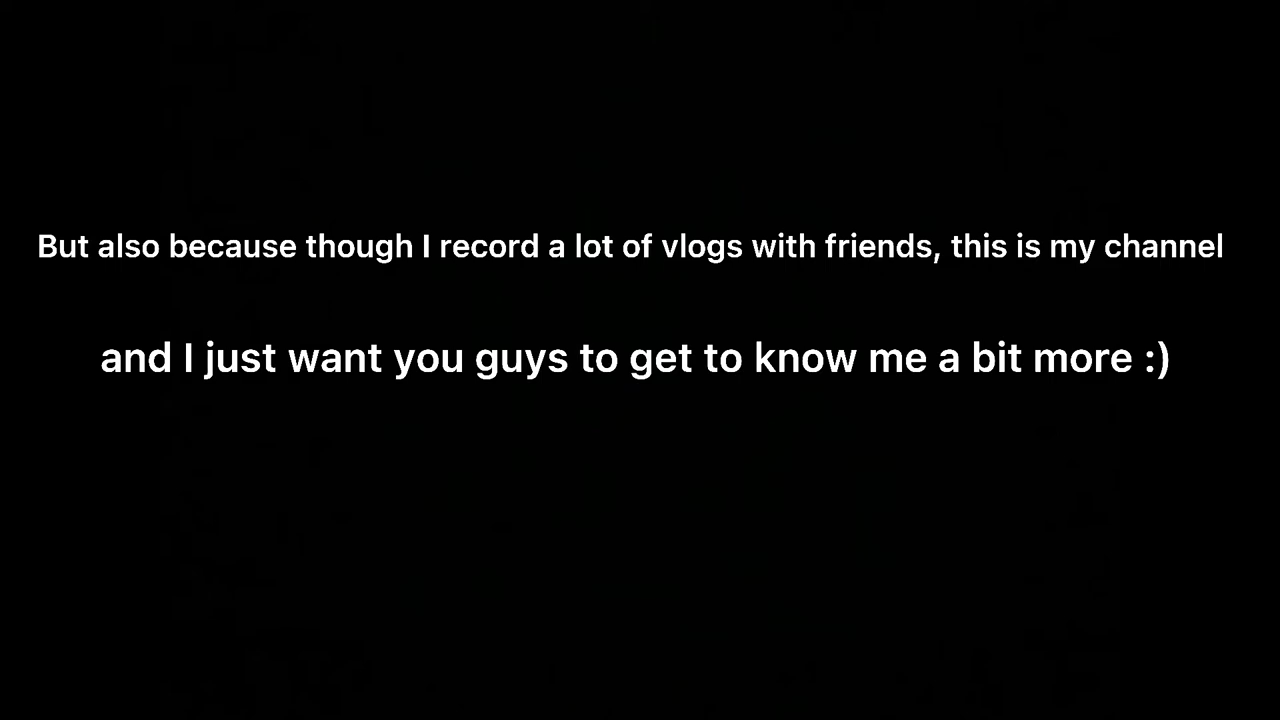 But also because though I record a lot of vlogs with friends, this is my channel
and I just want you guys to get to know me a bit more :)